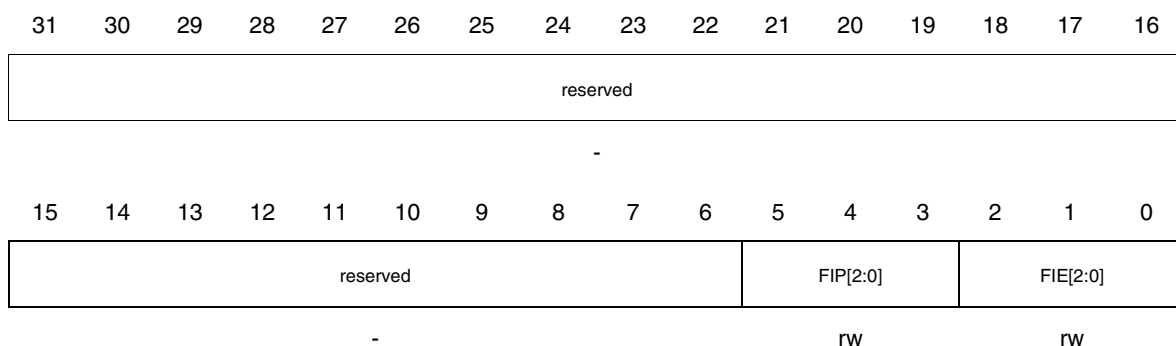 31 30 29 28 27 26 25 24 23 22 21 20 19 18 17 16
reserved
-
15 14 13 12 11 10 9 8 7 6 5 4 3 2 1 0
reserved FIP[2:0] FIE[2:0]
- rw rw